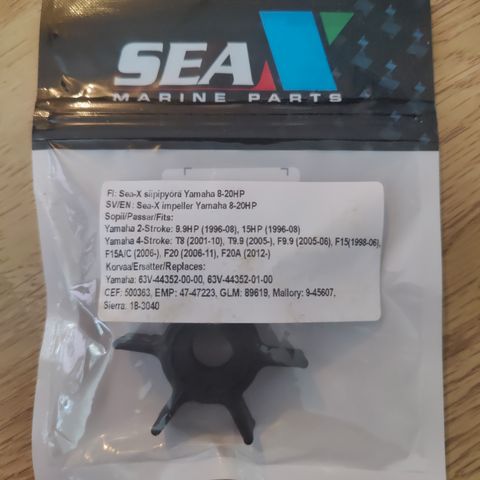 SEA X
MARINE PARTS
FI: Sea-X siipipyörä Yamaha 8-20HP
SV/EN: Sea-X impeller Yamaha 8-20HP
Sopii/Passar/Fits:
Yamaha 2-Stroke: 9.9HP (1996-08), 15HP (1996-08)
Yamaha 4-Stroke: T8 (2001-10), T9.9 (2005-), F9.9 (2005-06), F15(1998-06),
F15A/C (2006-), F20 (2006-11), F20A (2012-)
Korvaa/Ersätter/Replaces:
Yamaha: 63V-44352-00-00, 63V-44352-01-00
CEF: 500363, EMP: 47-47223, GLM: 89619, Mallory: 9-45607,
Sierra: 18-3040